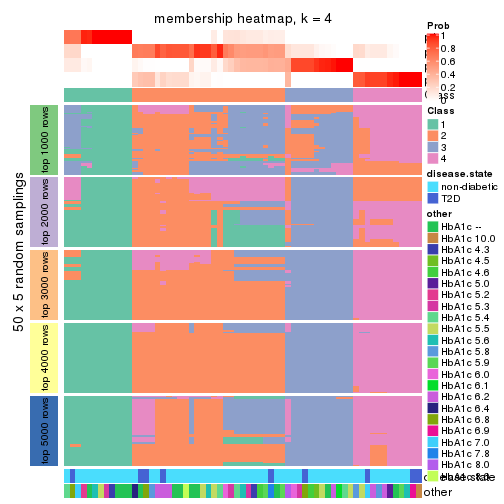 membership heatmap, k = 4
Prob
1
0.8
0.6
0.4
0.2
0
Class
1
2
3
4
disease.state
non-diabetic
T2D
other
HbA1c --
HbA1c 10.0
HbA1c 4.3
HbA1c 4.5
HbA1c 4.6
HbA1c 5.0
HbA1c 5.2
HbA1c 5.3
HbA1c 5.4
HbA1c 5.5
HbA1c 5.6
HbA1c 5.8
HbA1c 5.9
HbA1c 6.0
HbA1c 6.1
HbA1c 6.2
HbA1c 6.4
HbA1c 6.8
HbA1c 6.9
HbA1c 7.0
HbA1c 7.8
HbA1c 8.0
50 x 5 random samplings
top 1000 rows
top 2000 rows
top 3000 rows
top 4000 rows
top 5000 rows
other